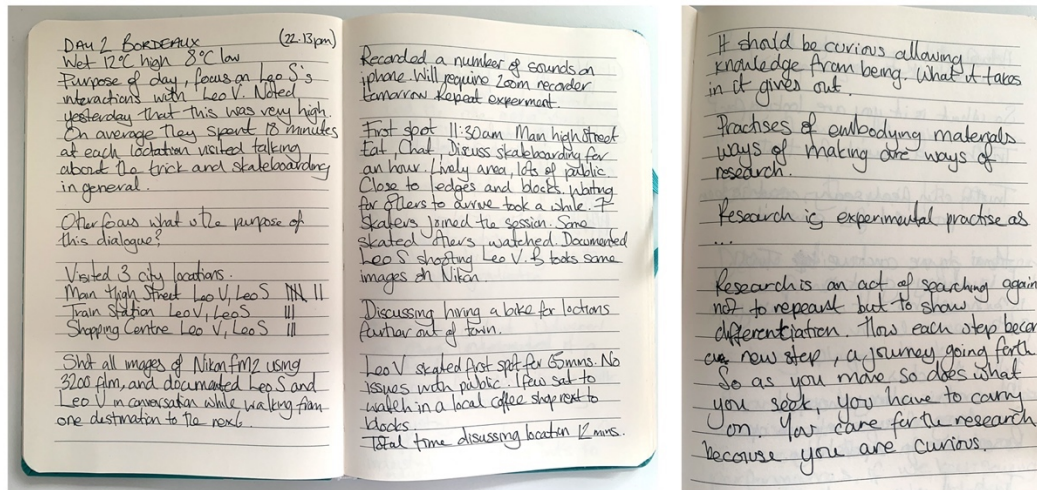 DAY 2 BORDEAUX (22.13pm)
Wet 12°C high 8°C low
Purpose of day, focus on Leo S's
interactions with Leo V. Noted
yesterday that this was very high.
On average they spent 18 minutes
at each loctation visited talking
about the trick and skateboarding
in general.
Other focus what is the purpose of
this dialogue?
Visited 3 city locations.
Main High Street Leo V, Leo S
Train Station Leo V, Leo S III
Shopping Centre Leo V, Leo S III
Shot all images of Nikon fm2 using
3200 film, and documented Leo S and
Leo V in conversation while walking from
one destination to the next.
Recorded a number of sounds on
iphone. Will require zoom recorder
tomorrow. Repeat experiment.
First spot 11:30am Main high street
Eat, Chat. Discuss skateboarding for
an hour. Lively area, lots of public.
Close to ledges and blocks. Waiting
for others to arrive took a while. 7
skaters joined the session. Some
skated others watched. Documented
Leo S shooting Leo V. took some
images on Nikon.
Discussing hiring a bike for loctions
further out of town.
Leo V skated first spot for 65mins. No
issues with public. A few sat to
watch in a local coffee shop next to
blocks.
Total time disussing location 12mins.
It should be curious allowing
knowledge from being. What it takes
in it gives out.
Practises of embodying materials
ways of making are ways of
research.
Research is experimental practise as
...
Research is an act of searching again
not to repeant but to show
differentiation. How each step becom
a new step, a journey going forth
So as you move so does what
you seek, you have to carry
on. You care for the research
because you are curious.